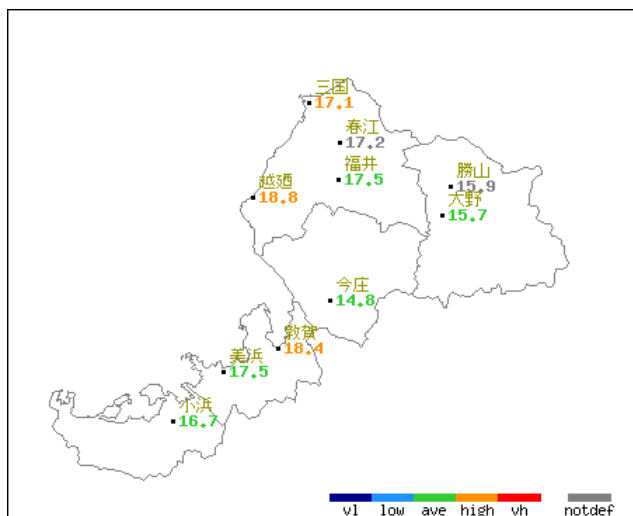 三国
17.1
春江
17.2
福井
17.5
勝山
15.9
越廼
18.8
大野
15.7
今庄
14.8
敦賀
18.4
美浜
17.5
小浜
16.7
vl low ave high vh notdef